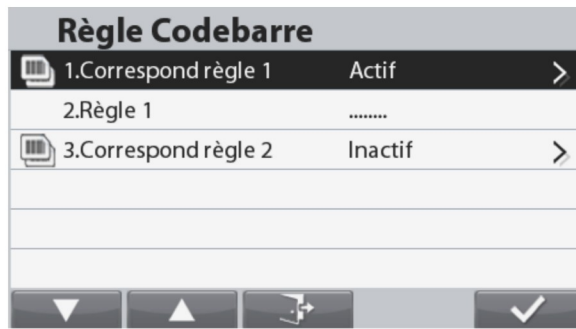 Règle Codebarre
1.Correspond règle 1 Actif
2.Règle 1 ........
3.Correspond règle 2 Inactif